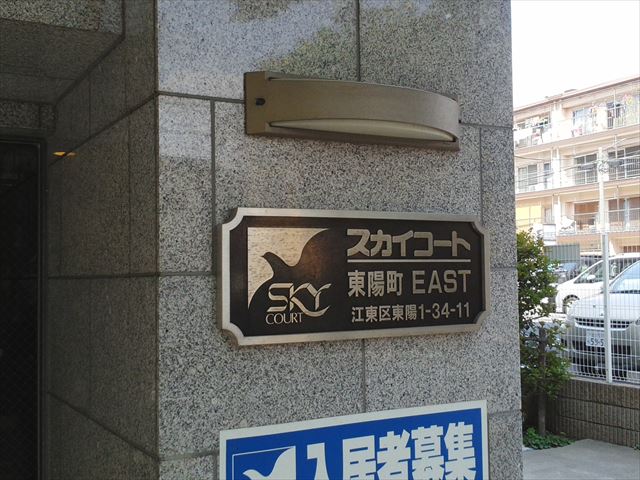 スカイコート
東陽町 EAST
江東区東陽1-34-11
SKY
COURT
入居者募集